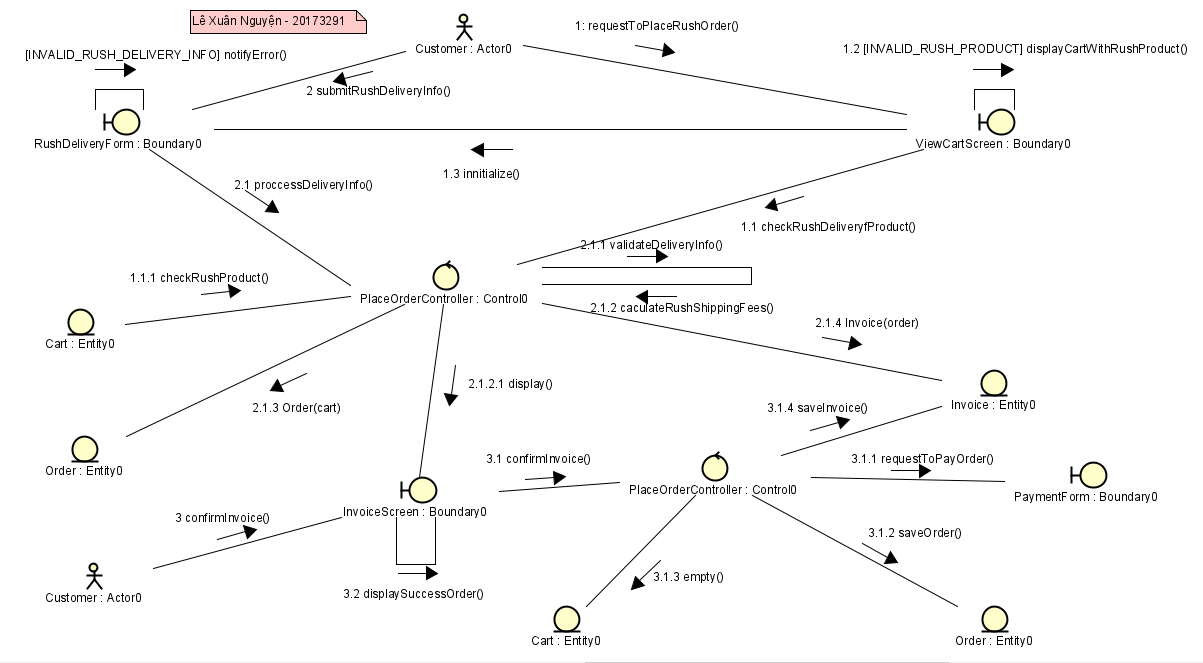 Lê Xuân Nguyện - 20173291
Customer : Actor0
1: requestToPlaceRushOrder()
[INVALID_RUSH_DELIVERY_INFO] notifyError()
1.2 [INVALID_RUSH_PRODUCT] displayCartWithRushProduct()
2 submitRushDeliveryInfo()
RushDeliveryForm : Boundary0
ViewCartScreen : Boundary0
1.3 innitialize()
2.1 proccessDeliveryInfo()
1.1 checkRushDeliveryfProduct()
2.1.1 validateDeliveryInfo()
1.1.1 checkRushProduct()
PlaceOrderController : Control0
2.1.2 caculateRushShippingFees()
2.1.4 Invoice(order)
Cart : Entity0
2.1.2.1 display()
2.1.3 Order(cart)
Invoice : Entity0
3.1.4 saveInvoice()
Order : Entity0
3.1 confirmInvoice()
3.1.1 requestToPayOrder()
PlaceOrderController : Control0
PaymentForm : Boundary0
InvoiceScreen : Boundary0
3 confirmInvoice()
3.1.2 saveOrder()
3.1.3 empty()
Customer : Actor0
3.2 displaySuccessOrder()
Cart : Entity0
Order : Entity0